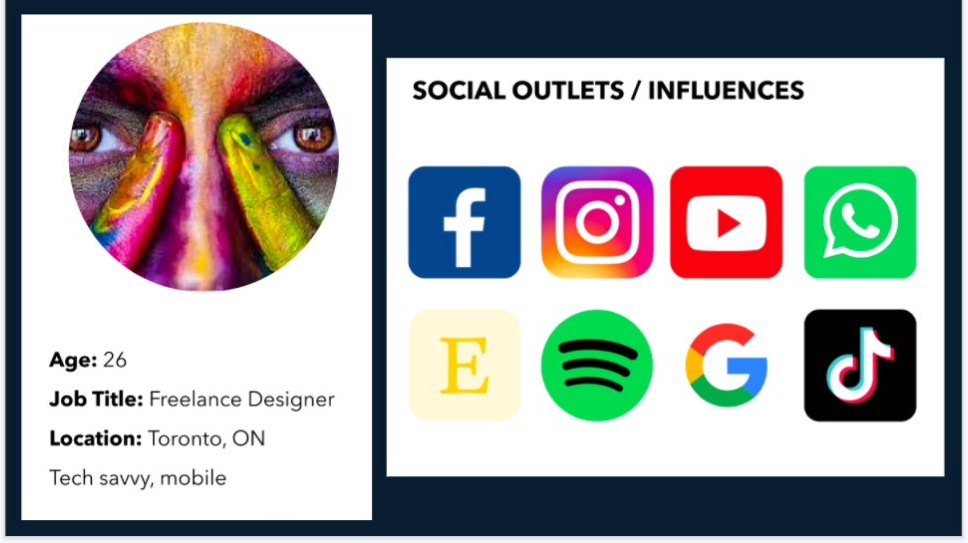 Age: 26
Job Title: Freelance Designer
Location: Toronto, ON
Tech savvy, mobile
SOCIAL OUTLETS / INFLUENCES
f
E
G